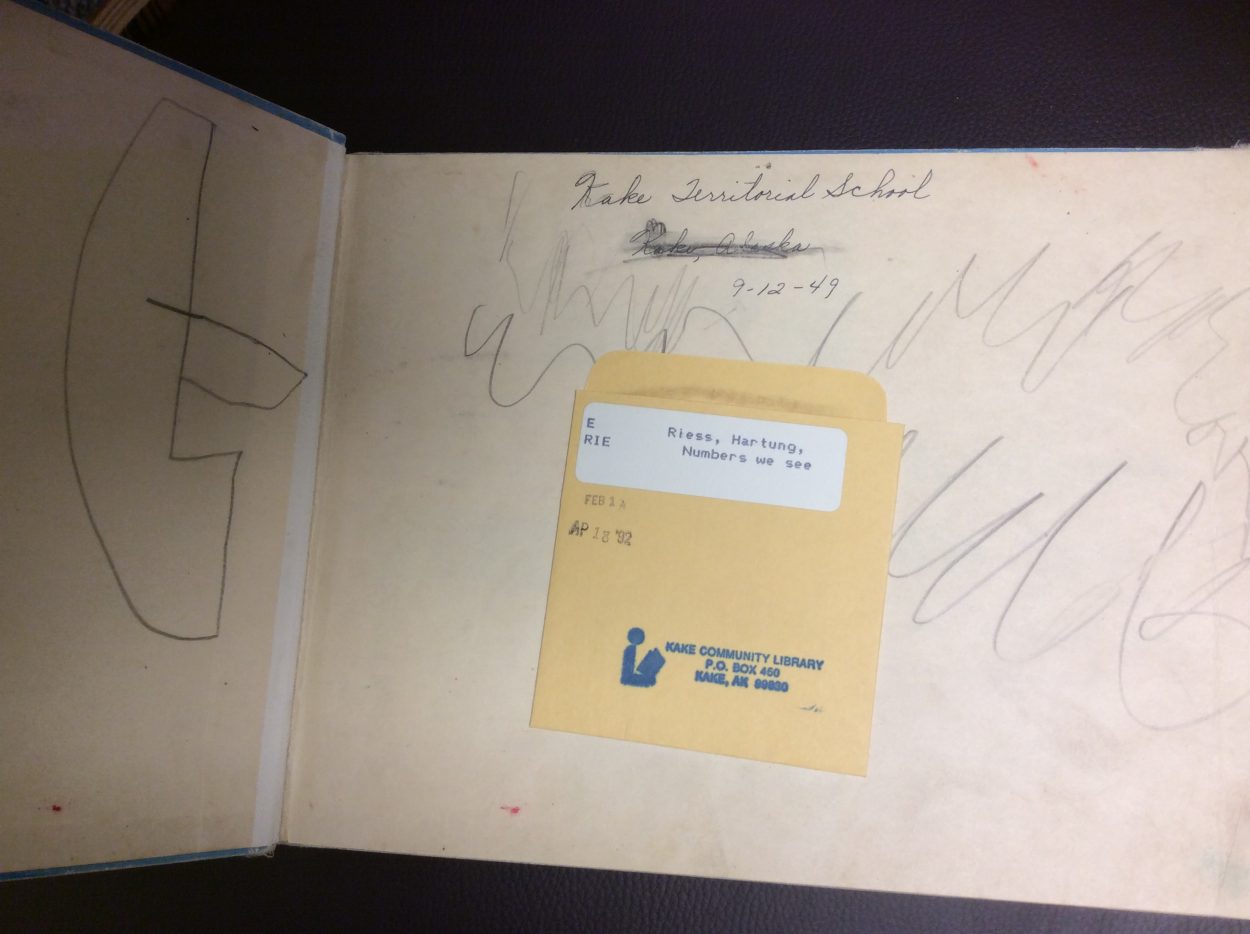 Kake Territorial School
Kake, Alaska
9-12-49
E
RIE
Riess, Hartung,
Numbers we see
FEB 1
AP 18 '92
KAKE COMMUNITY LIBRARY
P.O. BOX 450
KAKE, AK 99830